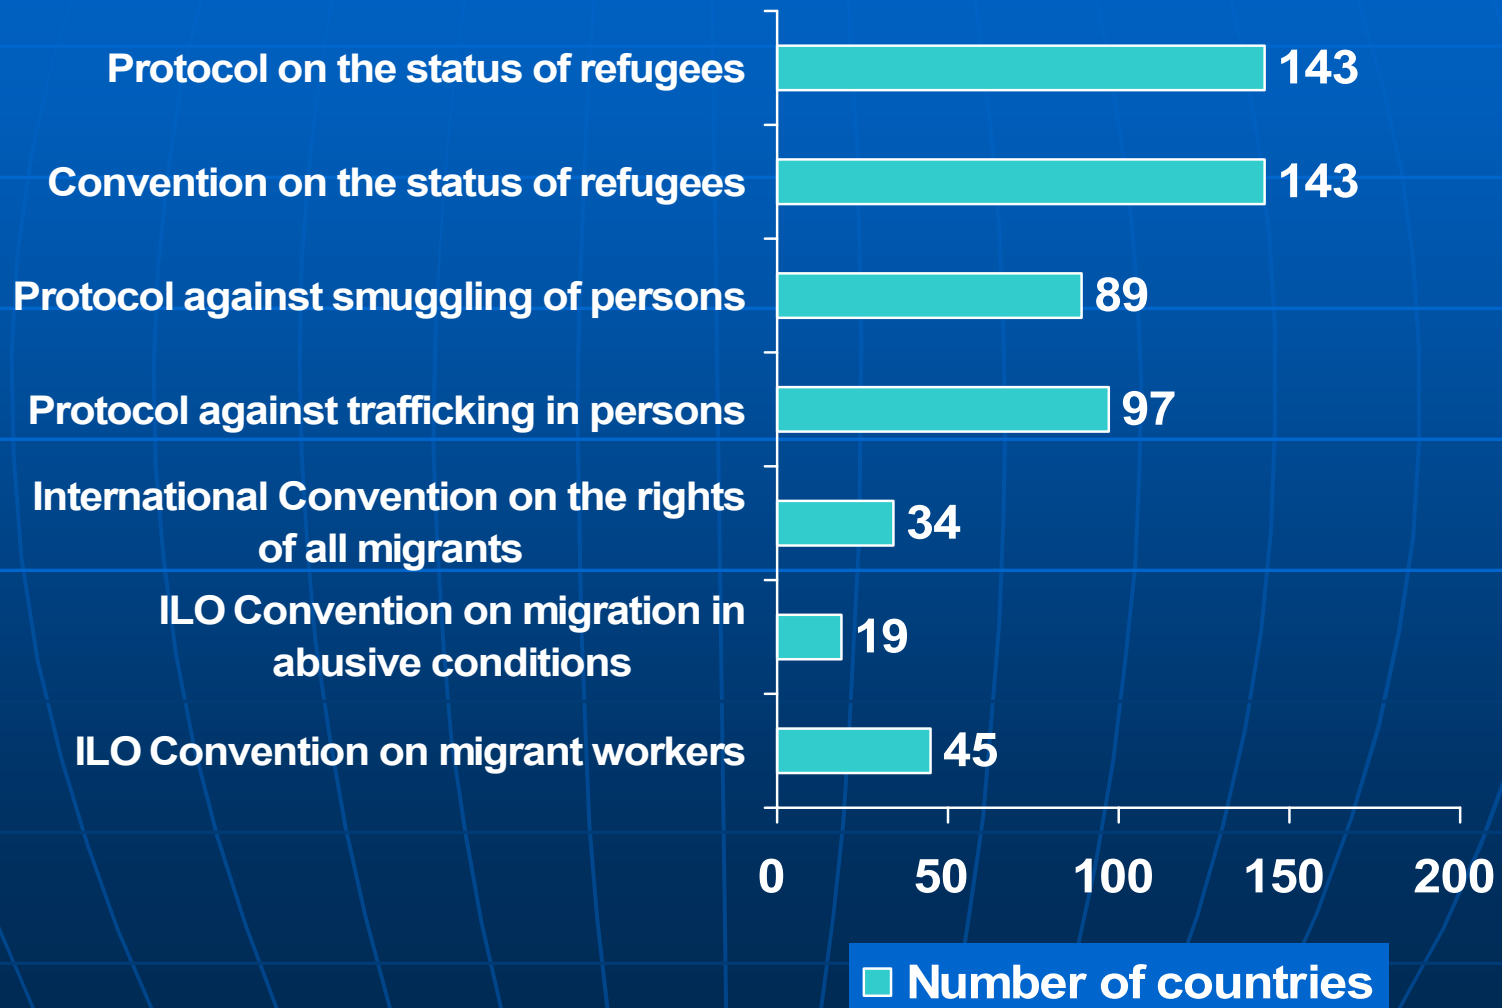 Protocol on the status of refugees 143
Convention on the status of refugees 143
Protocol against smuggling of persons 89
Protocol against trafficking in persons 97
International Convention on the rights
of all migrants
34
ILO Convention on migration in
abusive conditions
19
ILO Convention on migrant workers 45
0 50 100 150 200
Number of countries